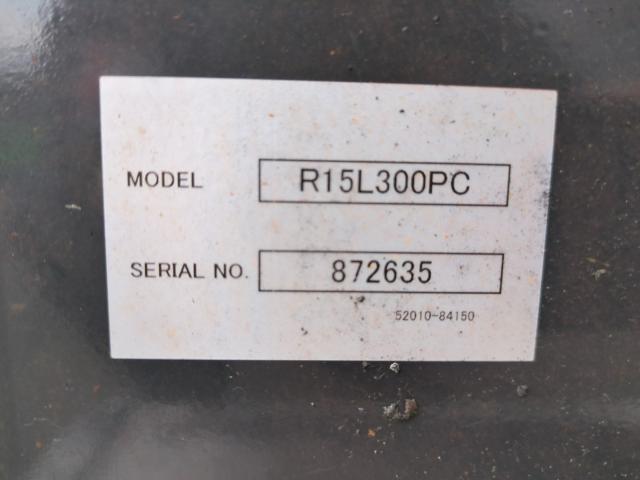 MODEL R15L300PC
SERIAL NO. 872635
52010-84150